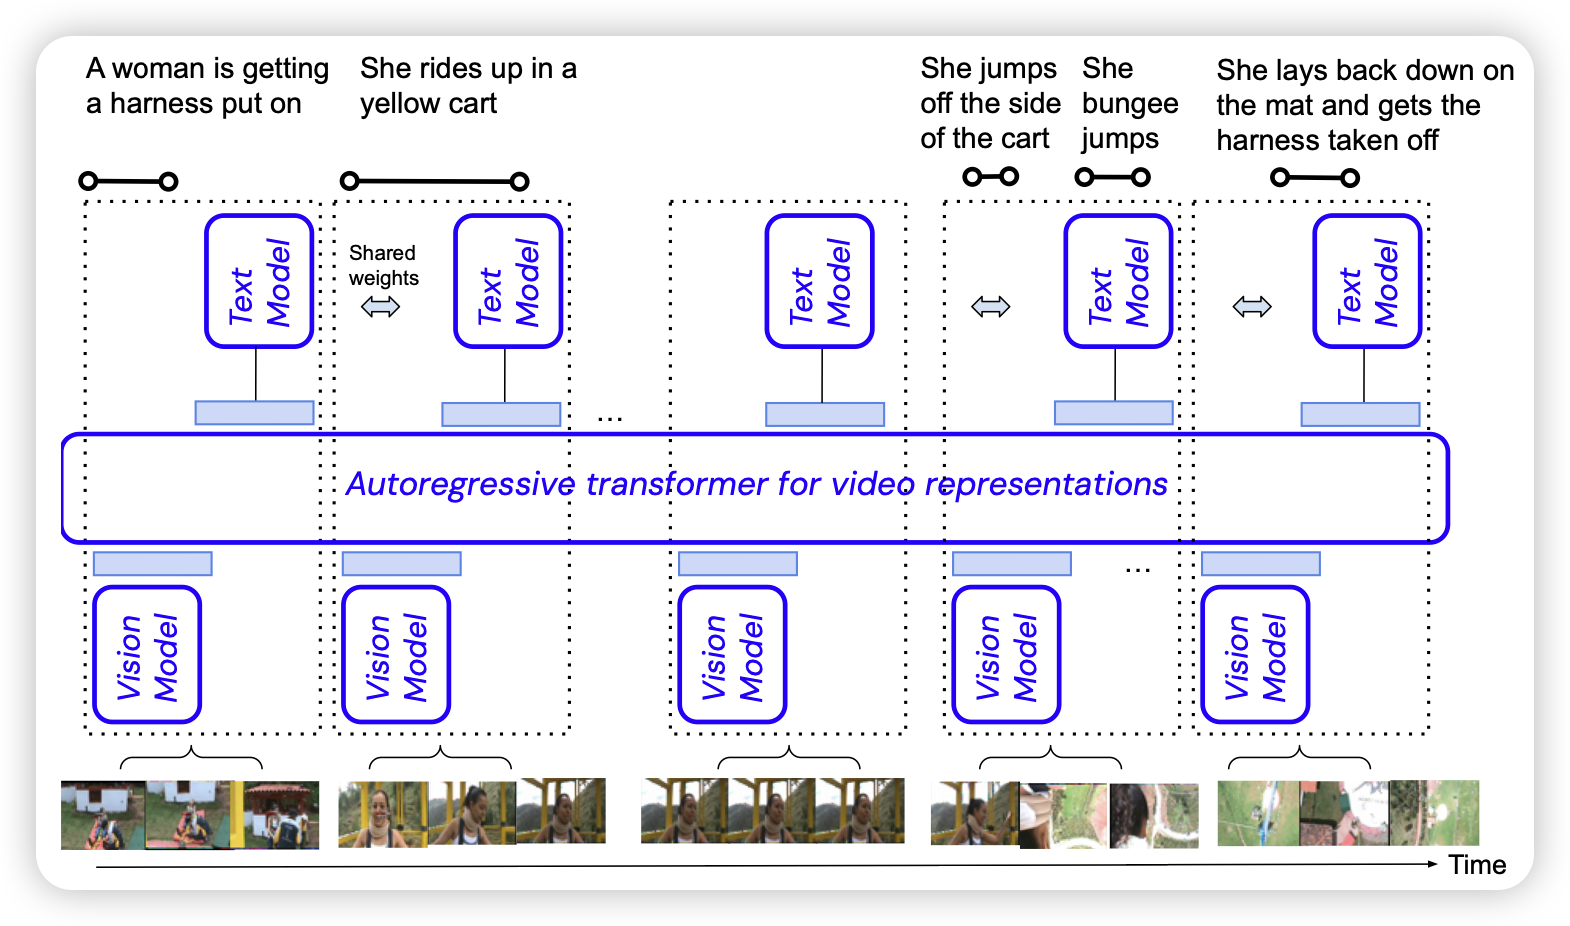 A woman is getting
a harness put on
She rides up in a
yellow cart
She jumps
off the side
of the cart
She
bungee
jumps
She lays back down on
the mat and gets the
harness taken off
Text
Model
Shared
weights
Text
Model
Text
Model
Text
Model
Text
Model
...
Autoregressive transformer for video representations
...
Vision
Model
Vision
Model
Vision
Model
Vision
Model
Vision
Model
Time